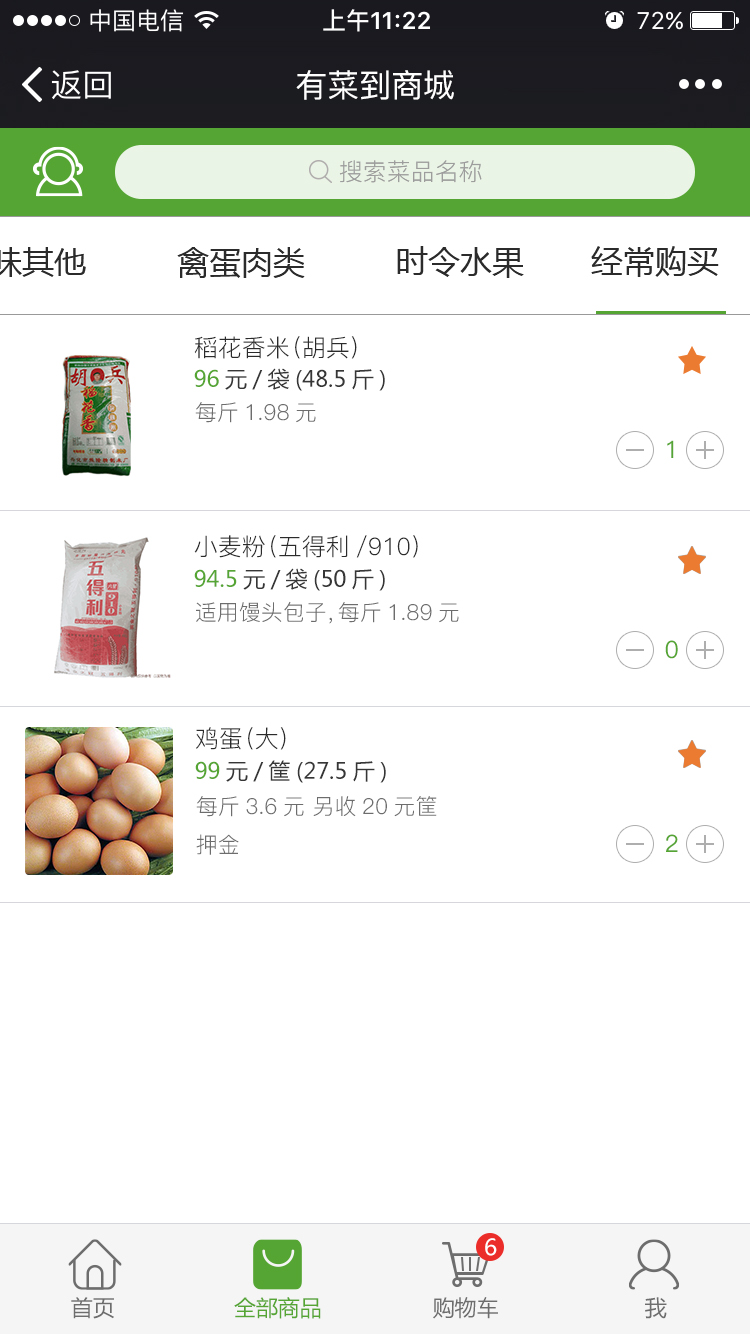 中国电信 上午11:22 72%
返回 有菜到商城
搜索菜品名称
味其他 禽蛋肉类 时令水果 经常购买
稻花香米(胡兵)
96 元 / 袋 (48.5 斤 )
每斤 1.98 元
1
胡 兵
稻花香
小麦粉(五得利 /910)
94.5 元 / 袋 (50 斤 )
适用馒头包子, 每斤 1.89 元
0
五得利
910
鸡蛋(大)
99 元 / 筐 (27.5 斤 )
每斤 3.6 元 另收 20 元筐
押金
2
6
首页 全部商品 购物车 我